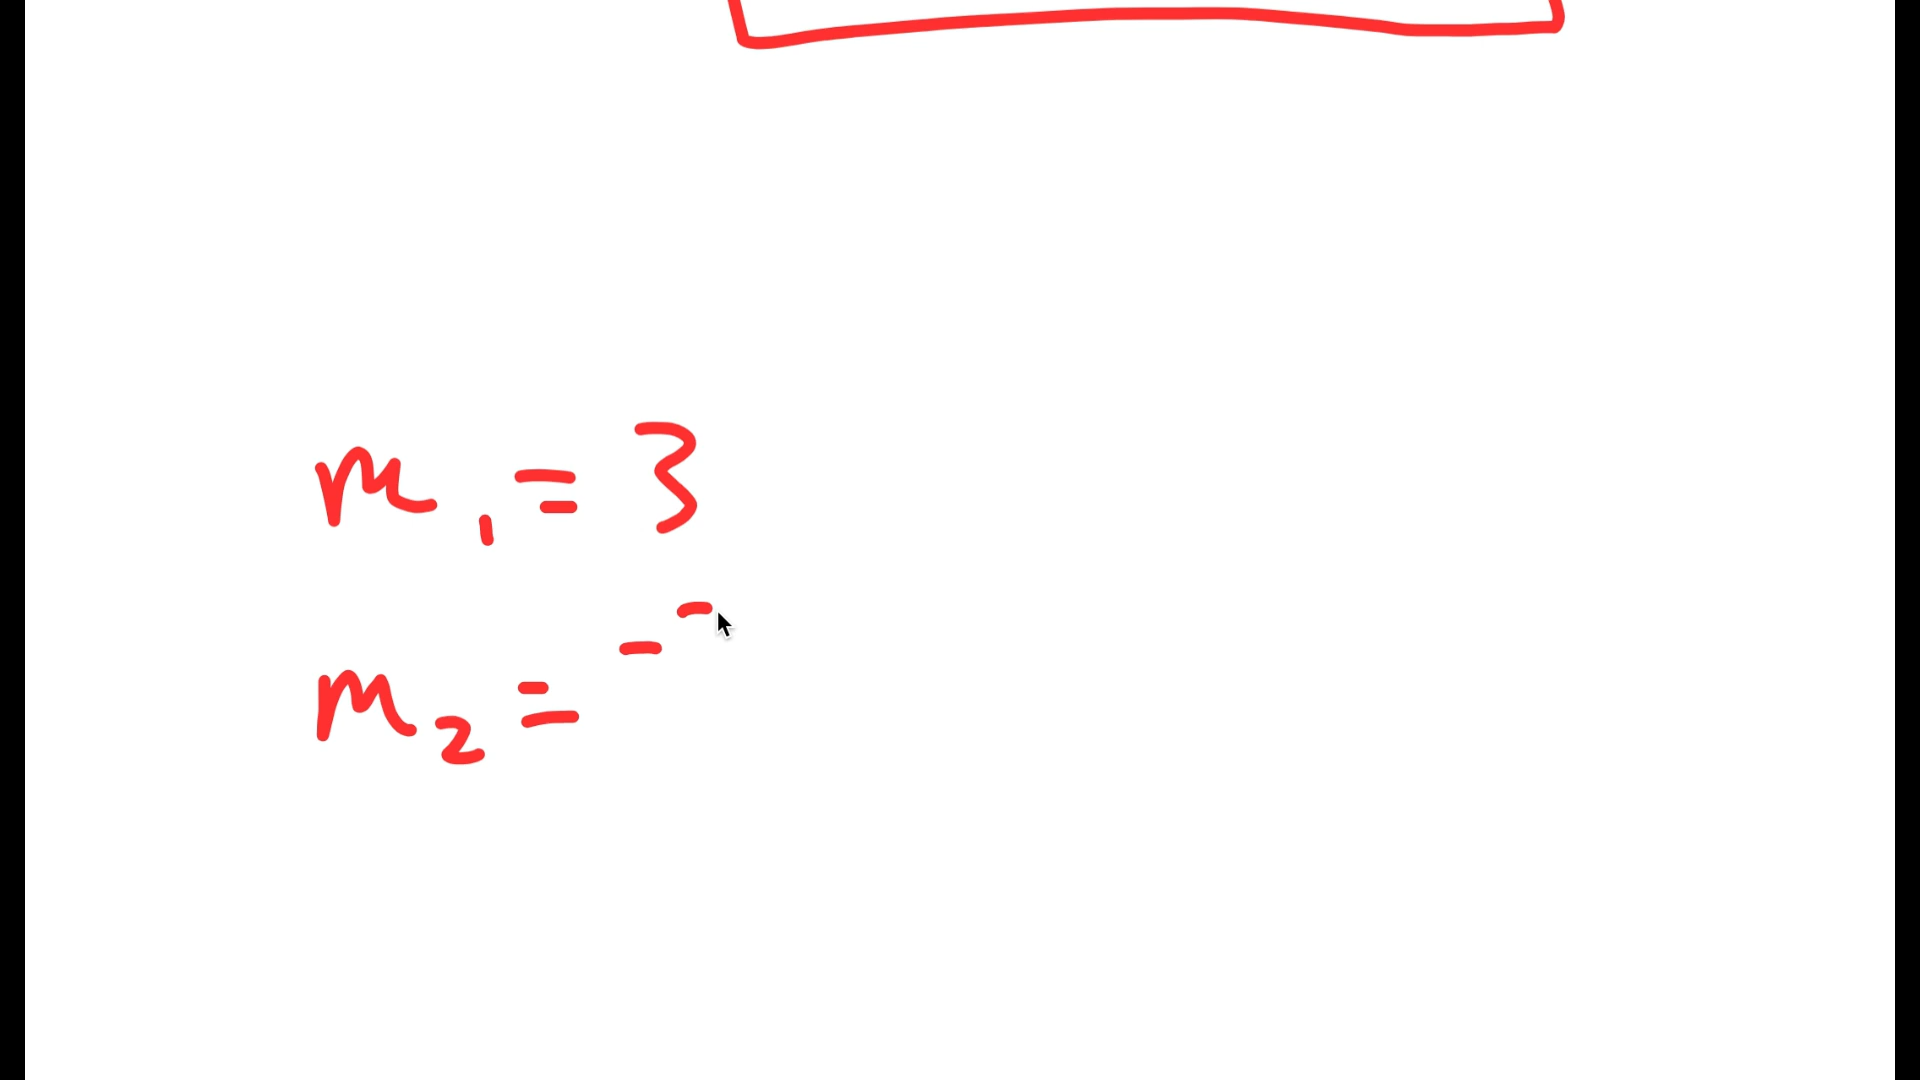 m₁ = 3
m₂ = -